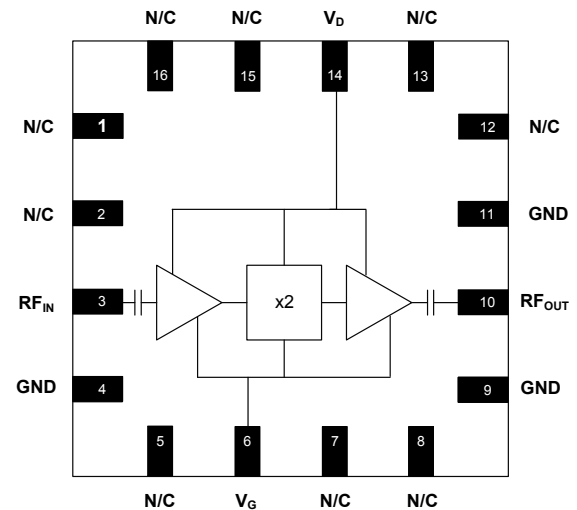 N/C N/C V_D N/C
16 15 14 13
N/C 1 12 N/C
N/C 2 11 GND
RF_IN 3 x2 10 RF_OUT
GND 4 9 GND
5 6 7 8
N/C V_G N/C N/C